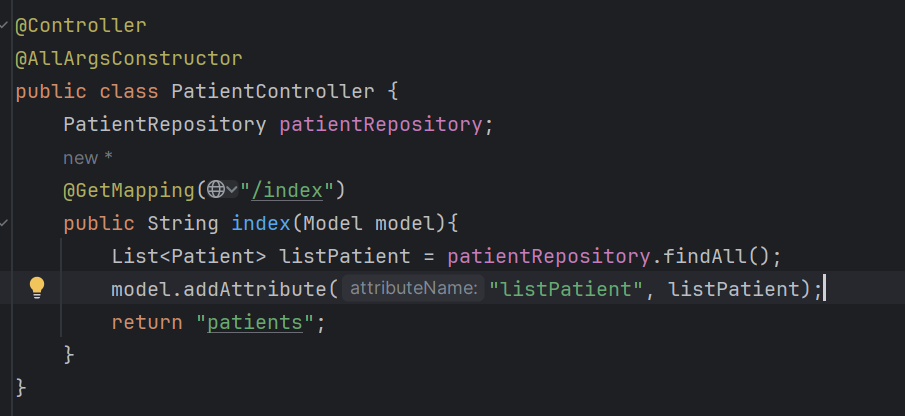 @Controller
@AllArgsConstructor
public class PatientController {
    PatientRepository patientRepository;
    new *
    @GetMapping("/index")
    public String index(Model model){
        List<Patient> listPatient = patientRepository.findAll();
        model.addAttribute( attributeName: "listPatient", listPatient);
        return "patients";
    }
}